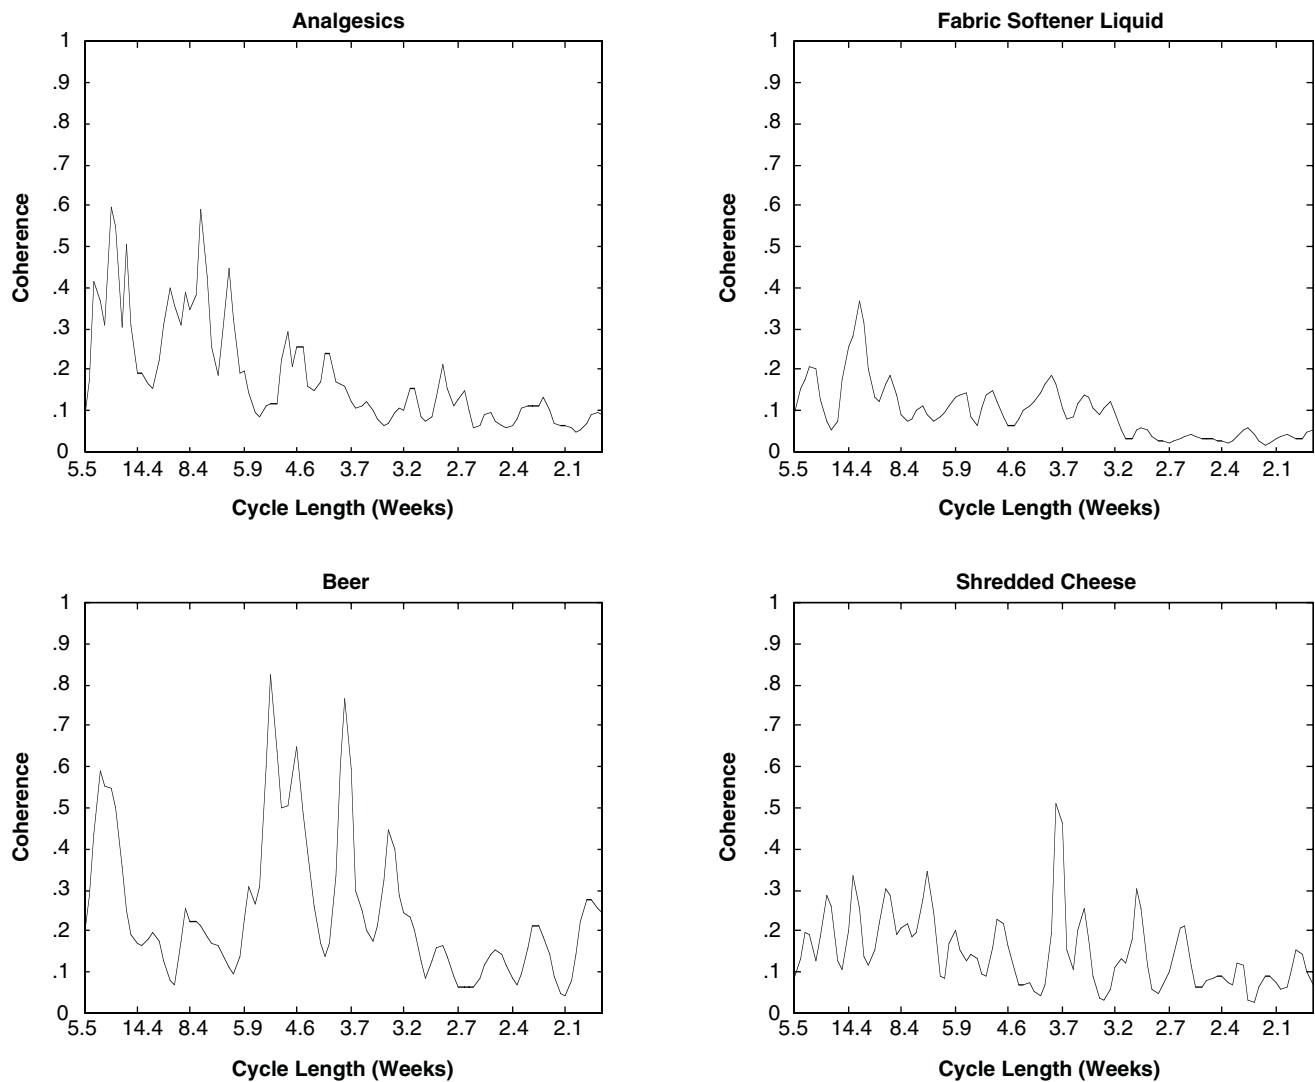 Analgesics
1
.9
.8
.7
.6
.5
.4
.3
.2
.1
0
Coherence
5.5 14.4 8.4 5.9 4.6 3.7 3.2 2.7 2.4 2.1
Cycle Length (Weeks)
Fabric Softener Liquid
1
.9
.8
.7
.6
.5
.4
.3
.2
.1
0
Coherence
5.5 14.4 8.4 5.9 4.6 3.7 3.2 2.7 2.4 2.1
Cycle Length (Weeks)
Beer
1
.9
.8
.7
.6
.5
.4
.3
.2
.1
0
Coherence
5.5 14.4 8.4 5.9 4.6 3.7 3.2 2.7 2.4 2.1
Cycle Length (Weeks)
Shredded Cheese
1
.9
.8
.7
.6
.5
.4
.3
.2
.1
0
Coherence
5.5 14.4 8.4 5.9 4.6 3.7 3.2 2.7 2.4 2.1
Cycle Length (Weeks)